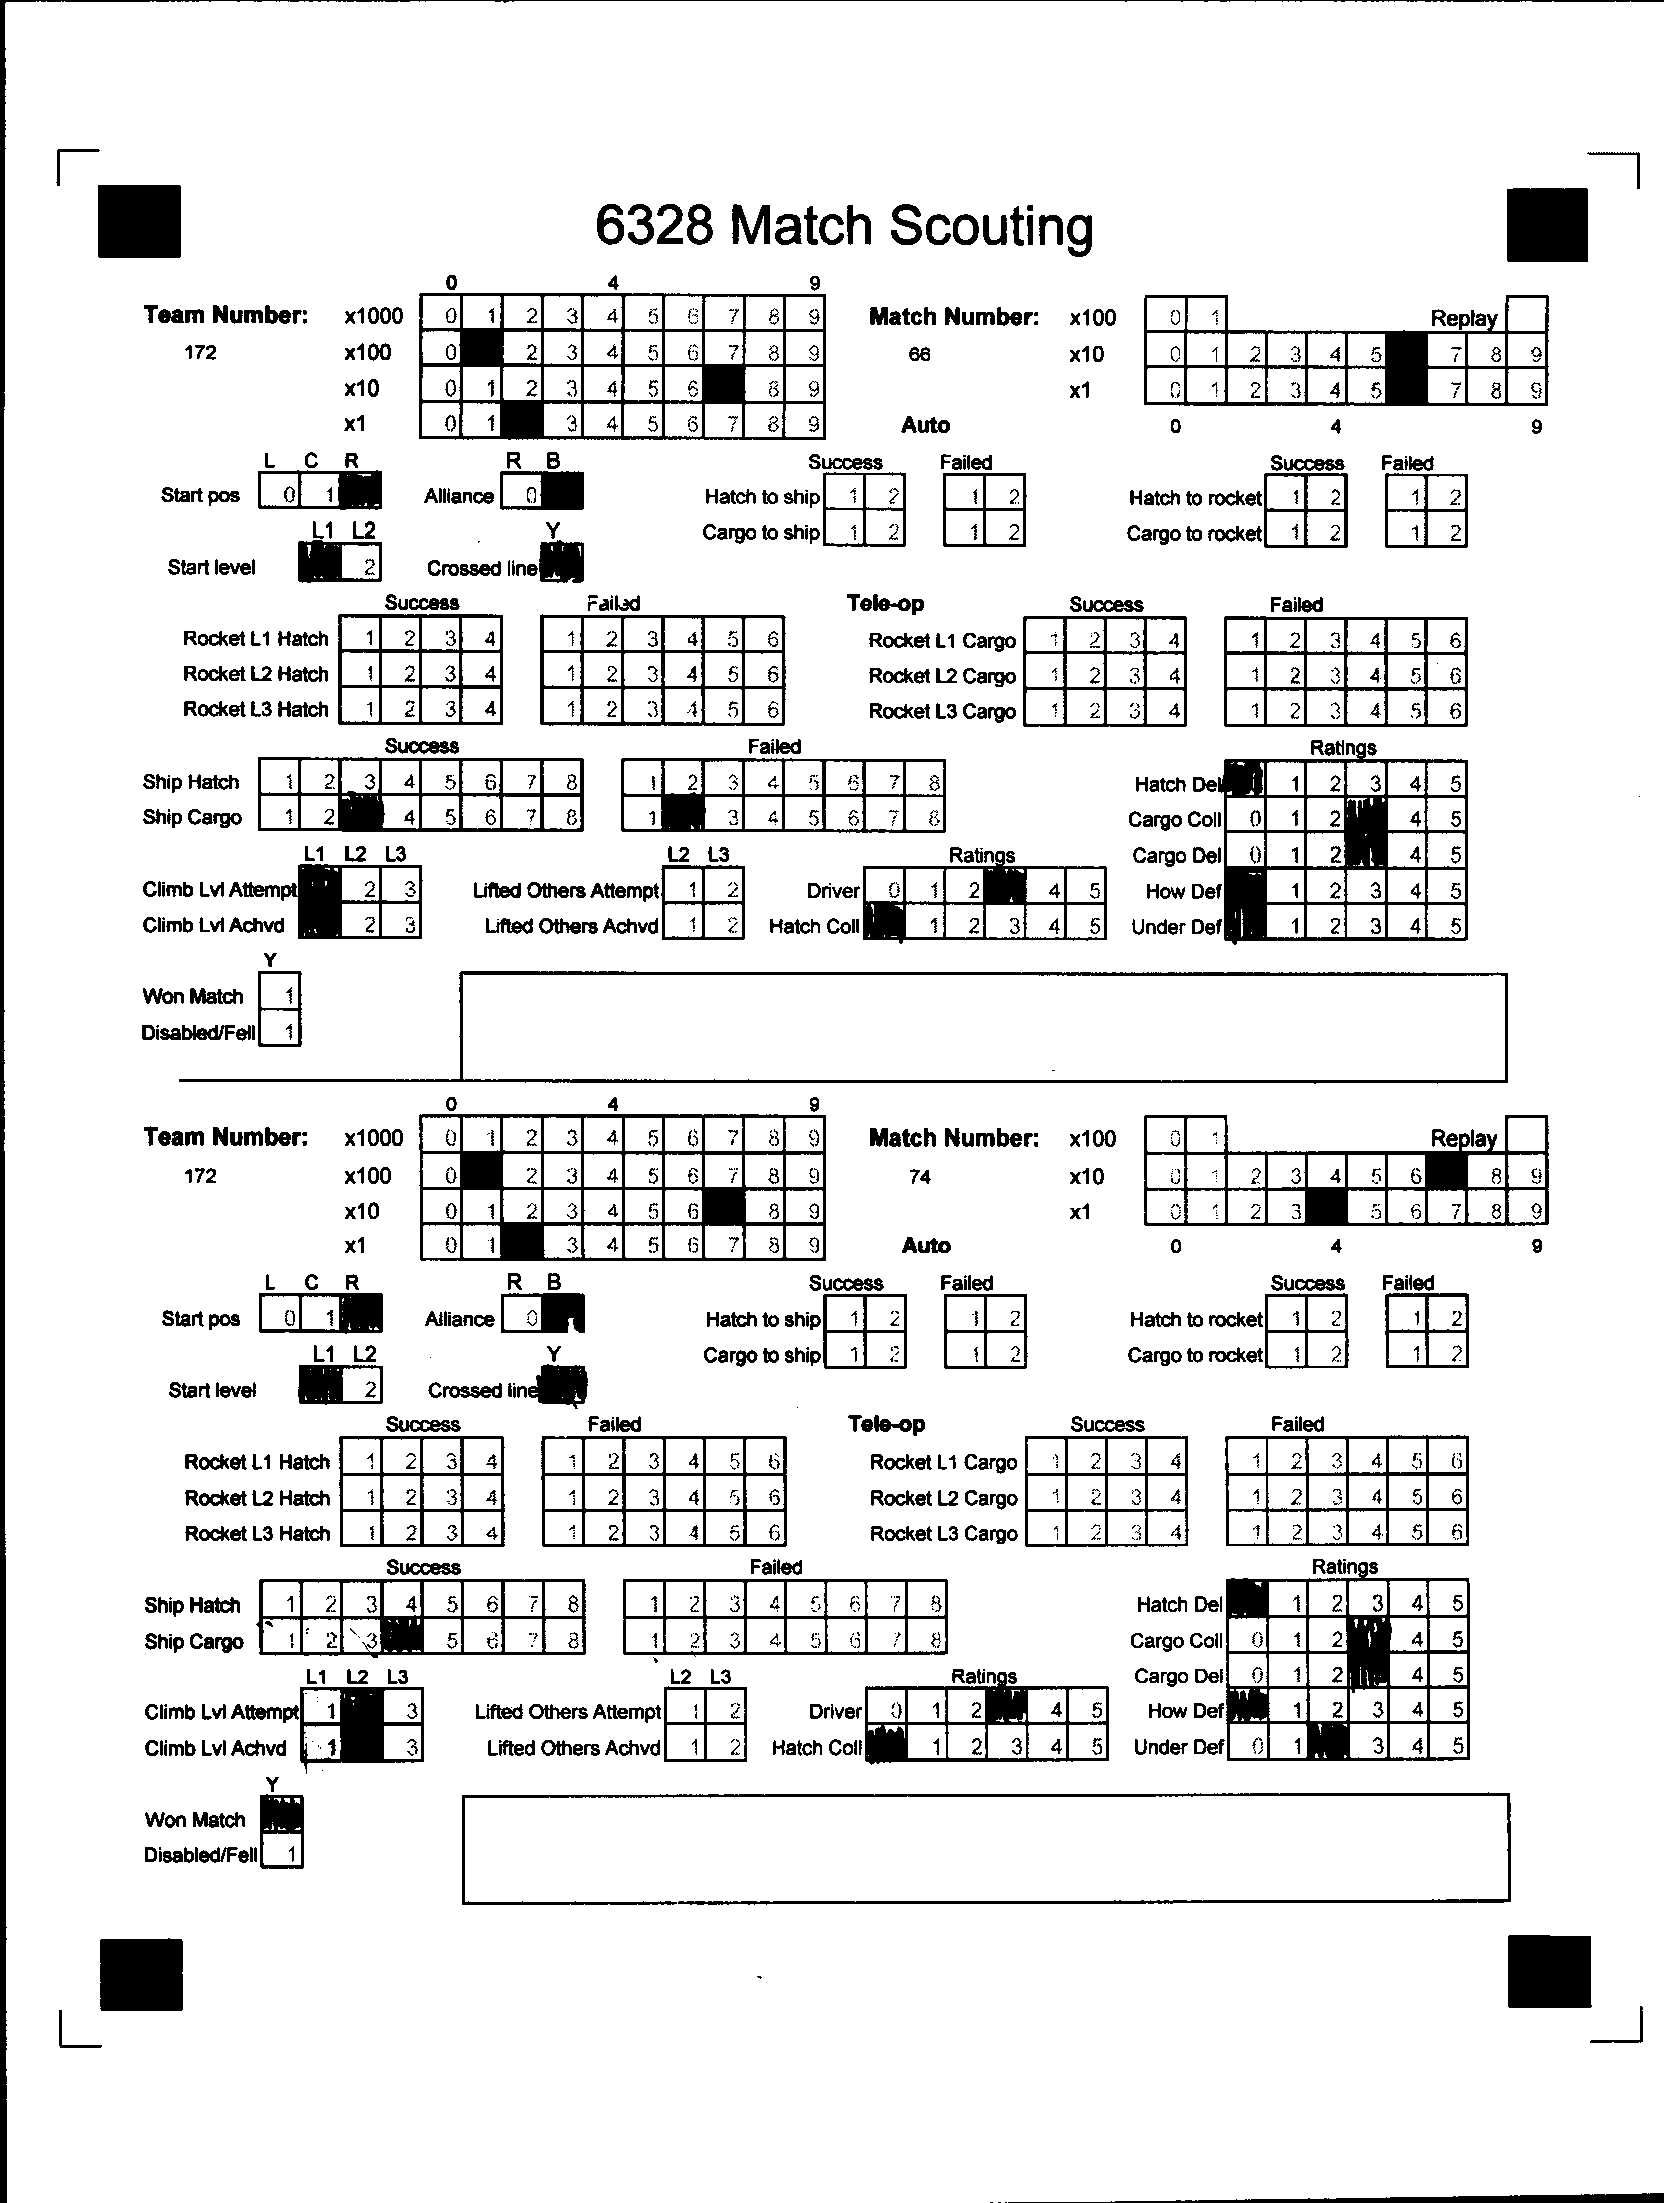 6328 Match Scouting
0 4 9
Team Number: x1000 0 1 2 3 4 5 6 7 8 9 Match Number: x100 0 1 Replay
172 x100 0 2 3 4 5 6 7 8 9 66 x10 0 1 2 3 4 5 7 8 9
x10 0 1 2 3 4 5 6 8 9 x1 0 1 2 3 4 5 7 8 9
x1 0 1 3 4 5 6 7 8 9 Auto 0 4 9
L C R R B Success Failed Success Failed
Start pos 0 1 Alliance 0 Hatch to ship 1 2 1 2 Hatch to rocket 1 2 1 2
L1 L2 Y Cargo to ship 1 2 1 2 Cargo to rocket 1 2 1 2
Start level 2 Crossed line
Success Failed Tele-op Success Failed
Rocket L1 Hatch 1 2 3 4 1 2 3 4 5 6 Rocket L1 Cargo 1 2 3 4 1 2 3 4 5 6
Rocket L2 Hatch 1 2 3 4 1 2 3 4 5 6 Rocket L2 Cargo 1 2 3 4 1 2 3 4 5 6
Rocket L3 Hatch 1 2 3 4 1 2 3 4 5 6 Rocket L3 Cargo 1 2 3 4 1 2 3 4 5 6
Success Failed Ratings
Ship Hatch 1 2 3 4 5 6 7 8 1 2 3 4 5 6 7 8 Hatch Del 1 2 3 4 5
Ship Cargo 1 2 4 5 6 7 8 1 3 4 5 6 7 8 Cargo Coll 0 1 2 4 5
L1 L2 L3 L2 L3 Ratings Cargo Del 0 1 2 4 5
Climb Lvl Attempt 2 3 Lifted Others Attempt 1 2 Driver 0 1 2 4 5 How Def 1 2 3 4 5
Climb Lvl Achvd 2 3 Lifted Others Achvd 1 2 Hatch Coll 1 2 3 4 5 Under Def 1 2 3 4 5
Y
Won Match 1
Disabled/Fell 1
0 4 9
Team Number: x1000 0 1 2 3 4 5 6 7 8 9 Match Number: x100 0 1 Replay
172 x100 0 2 3 4 5 6 7 8 9 74 x10 0 1 2 3 4 5 6 8 9
x10 0 1 2 3 4 5 6 8 9 x1 0 1 2 3 5 6 7 8 9
x1 0 1 3 4 5 6 7 8 9 Auto 0 4 9
L C R R B Success Failed Success Failed
Start pos 0 1 Alliance 0 Hatch to ship 1 2 1 2 Hatch to rocket 1 2 1 2
L1 L2 Y Cargo to ship 1 2 1 2 Cargo to rocket 1 2 1 2
Start level 2 Crossed line
Success Failed Tele-op Success Failed
Rocket L1 Hatch 1 2 3 4 1 2 3 4 5 6 Rocket L1 Cargo 1 2 3 4 1 2 3 4 5 6
Rocket L2 Hatch 1 2 3 4 1 2 3 4 5 6 Rocket L2 Cargo 1 2 3 4 1 2 3 4 5 6
Rocket L3 Hatch 1 2 3 4 1 2 3 4 5 6 Rocket L3 Cargo 1 2 3 4 1 2 3 4 5 6
Success Failed Ratings
Ship Hatch 1 2 3 4 5 6 7 8 1 2 3 4 5 6 7 8 Hatch Del 1 2 3 4 5
Ship Cargo 1 2 3 5 6 7 8 1 2 3 4 5 6 7 8 Cargo Coll 0 1 2 4 5
L1 L2 L3 L2 L3 Ratings Cargo Del 0 1 2 4 5
Climb Lvl Attempt 1 3 Lifted Others Attempt 1 2 Driver 0 1 2 4 5 How Def 1 2 3 4 5
Climb Lvl Achvd 1 3 Lifted Others Achvd 1 2 Hatch Coll 1 2 3 4 5 Under Def 0 1 3 4 5
Y
Won Match
Disabled/Fell 1